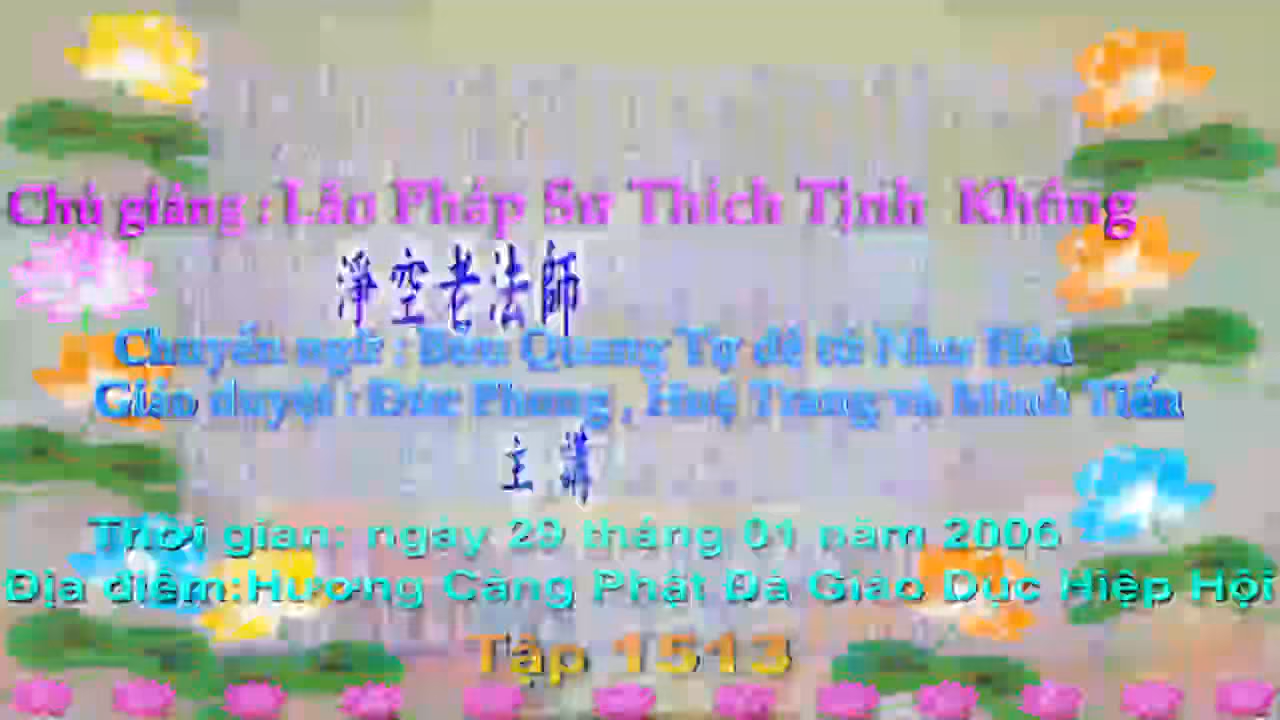 Chủ giảng : Lão Pháp Sư Thích Tịnh Không
淨空老法師
Chuyển ngữ : Bửu Quang Tự đệ tử Như Hòa
Giảo duyệt : Đức Phong , Huệ Trang và Minh Tiến
主講
Thời gian: ngày 29 tháng 01 năm 2006
Địa điểm:Hương Cảng Phật Đà Giáo Dục Hiệp Hội
Tập 1513